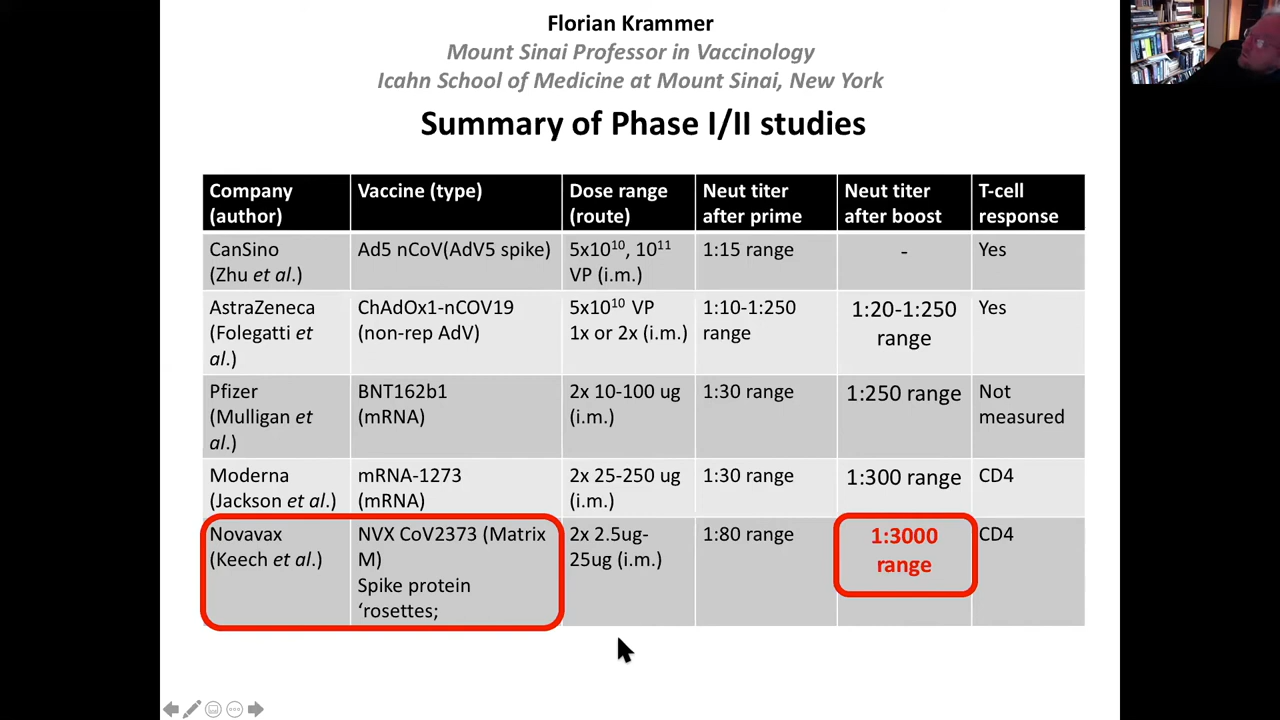 Florian Krammer
Mount Sinai Professor in Vaccinology
Icahn School of Medicine at Mount Sinai, New York
Summary of Phase I/II studies
Company (author) Vaccine (type) Dose range (route) Neut titer after prime Neut titer after boost T-cell response
CanSino (Zhu et al.) Ad5 nCoV(AdV5 spike) 5x10¹⁰, 10¹¹ VP (i.m.) 1:15 range - Yes
AstraZeneca (Folegatti et al.) ChAdOx1-nCOV19 (non-rep AdV) 5x10¹⁰ VP 1x or 2x (i.m.) 1:10-1:250 range 1:20-1:250 range Yes
Pfizer (Mulligan et al.) BNT162b1 (mRNA) 2x 10-100 ug (i.m.) 1:30 range 1:250 range Not measured
Moderna (Jackson et al.) mRNA-1273 (mRNA) 2x 25-250 ug (i.m.) 1:30 range 1:300 range CD4
Novavax (Keech et al.) NVX CoV2373 (Matrix M) Spike protein ‘rosettes; 2x 2.5ug-25ug (i.m.) 1:80 range 1:3000 range CD4